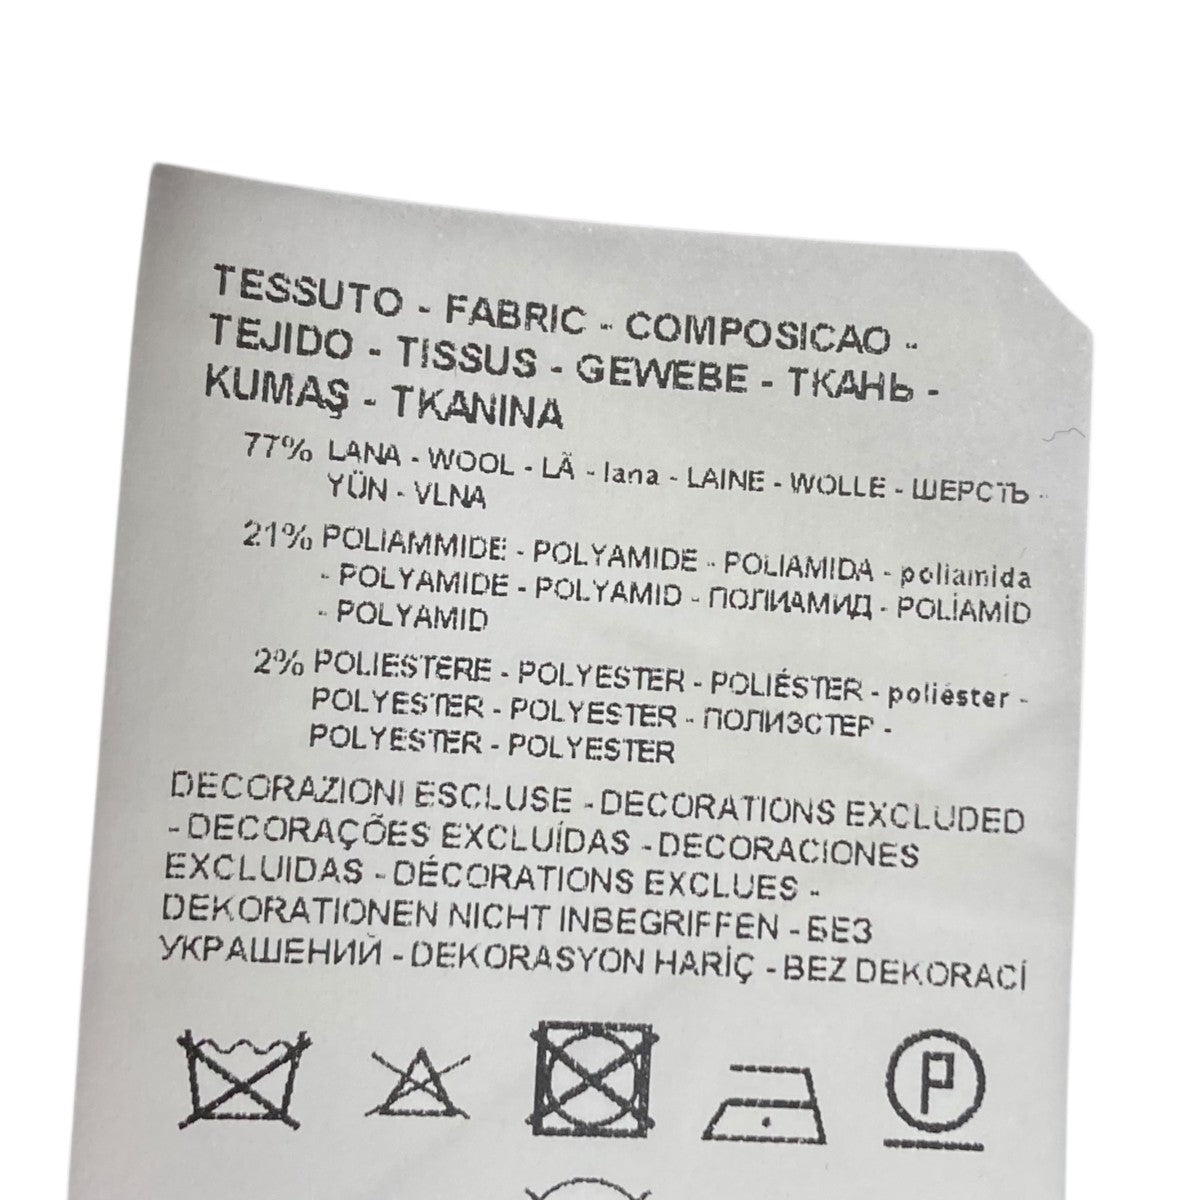 TESSUTO - FABRIC - COMPOSICAO -
TEJIDO - TISSUS - GEWEBE - ТКАНЬ -
KUMAŞ - TKANINA
77% LANA - WOOL - LÃ - lana - LAINE - WOLLE - ШЕРСТЬ -
YÜN - VLNA
21% POLIAMMIDE - POLYAMIDE - POLIAMIDA - poliamida
- POLYAMIDE - POLYAMID - ПОЛИАМИД - POLİAMİD
- POLYAMID
2% POLIESTERE - POLYESTER - POLIÉSTER - poliéster -
POLYESTER - POLYESTER - ПОЛИЭСТЕР -
POLYESTER - POLYESTER
DECORAZIONI ESCLUSE - DECORATIONS EXCLUDED
- DECORAÇÕES EXCLUÍDAS - DECORACIONES
EXCLUIDAS - DÉCORATIONS EXCLUES -
DEKORATIONEN NICHT INBEGRIFFEN - БЕЗ
УКРАШЕНИЙ - DEKORASYON HARİÇ - BEZ DEKORACÍ
P